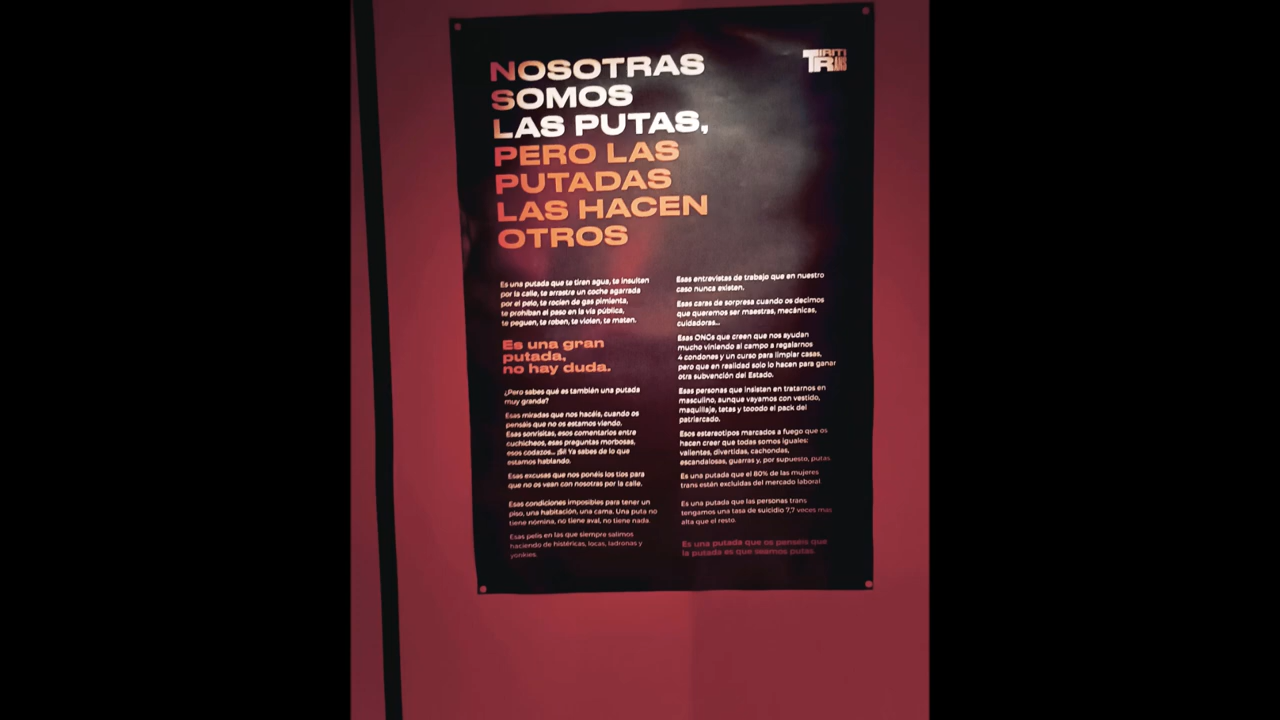 NOSOTRAS
SOMOS
LAS PUTAS,
PERO LAS
PUTADAS
LAS HACEN
OTROS
TIRITI
TRANS
Es una putada que te tiren agua, te insulten
por la calle, te arrastre un coche agarrada
por el pelo, te rocíen de gas pimienta,
te prohíban el paso en la vía pública,
te peguen, te roben, te violen, te maten.
Es una gran
putada,
no hay duda.
¿Pero sabes qué es también una putada
muy grande?
Esas miradas que nos hacéis, cuando os
pensáis que no os estamos viendo.
Esas sonrisitas, esos comentarios entre
cuchicheos, esas preguntas morbosas,
esos codazos... ¡Sí! Ya sabes de lo que
estamos hablando.
Esas excusas que nos ponéis los tíos para
que no os vean con nosotras por la calle.
Esas condiciones imposibles para tener un
piso, una habitación, una cama. Una puta no
tiene nómina, no tiene aval, no tiene nada.
Esas pelis en las que siempre salimos
haciendo de histéricas, locas, ladronas y
yonkies.
Esas entrevistas de trabajo que en nuestro
caso nunca existen.
Esas caras de sorpresa cuando os decimos
que queremos ser maestras, mecánicas,
cuidadoras...
Esas ONGs que creen que nos ayudan
mucho viniendo al campo a regalarnos
4 condones y un curso para limpiar casas,
pero que en realidad solo lo hacen para ganar
otra subvención del Estado.
Esas personas que insisten en tratarnos en
masculino, aunque vayamos con vestido,
maquillaje, tetas y tooodo el pack del
patriarcado.
Esos estereotipos marcados a fuego que os
hacen creer que todas somos iguales:
valientes, divertidas, cachondas,
escandalosas, guarras y, por supuesto, putas.
Es una putada que el 80% de las mujeres
trans están excluidas del mercado laboral.
Es una putada que las personas trans
tengamos una tasa de suicidio 7,7 veces más
alta que el resto.
Es una putada que os penséis que
la putada es que seamos putas.